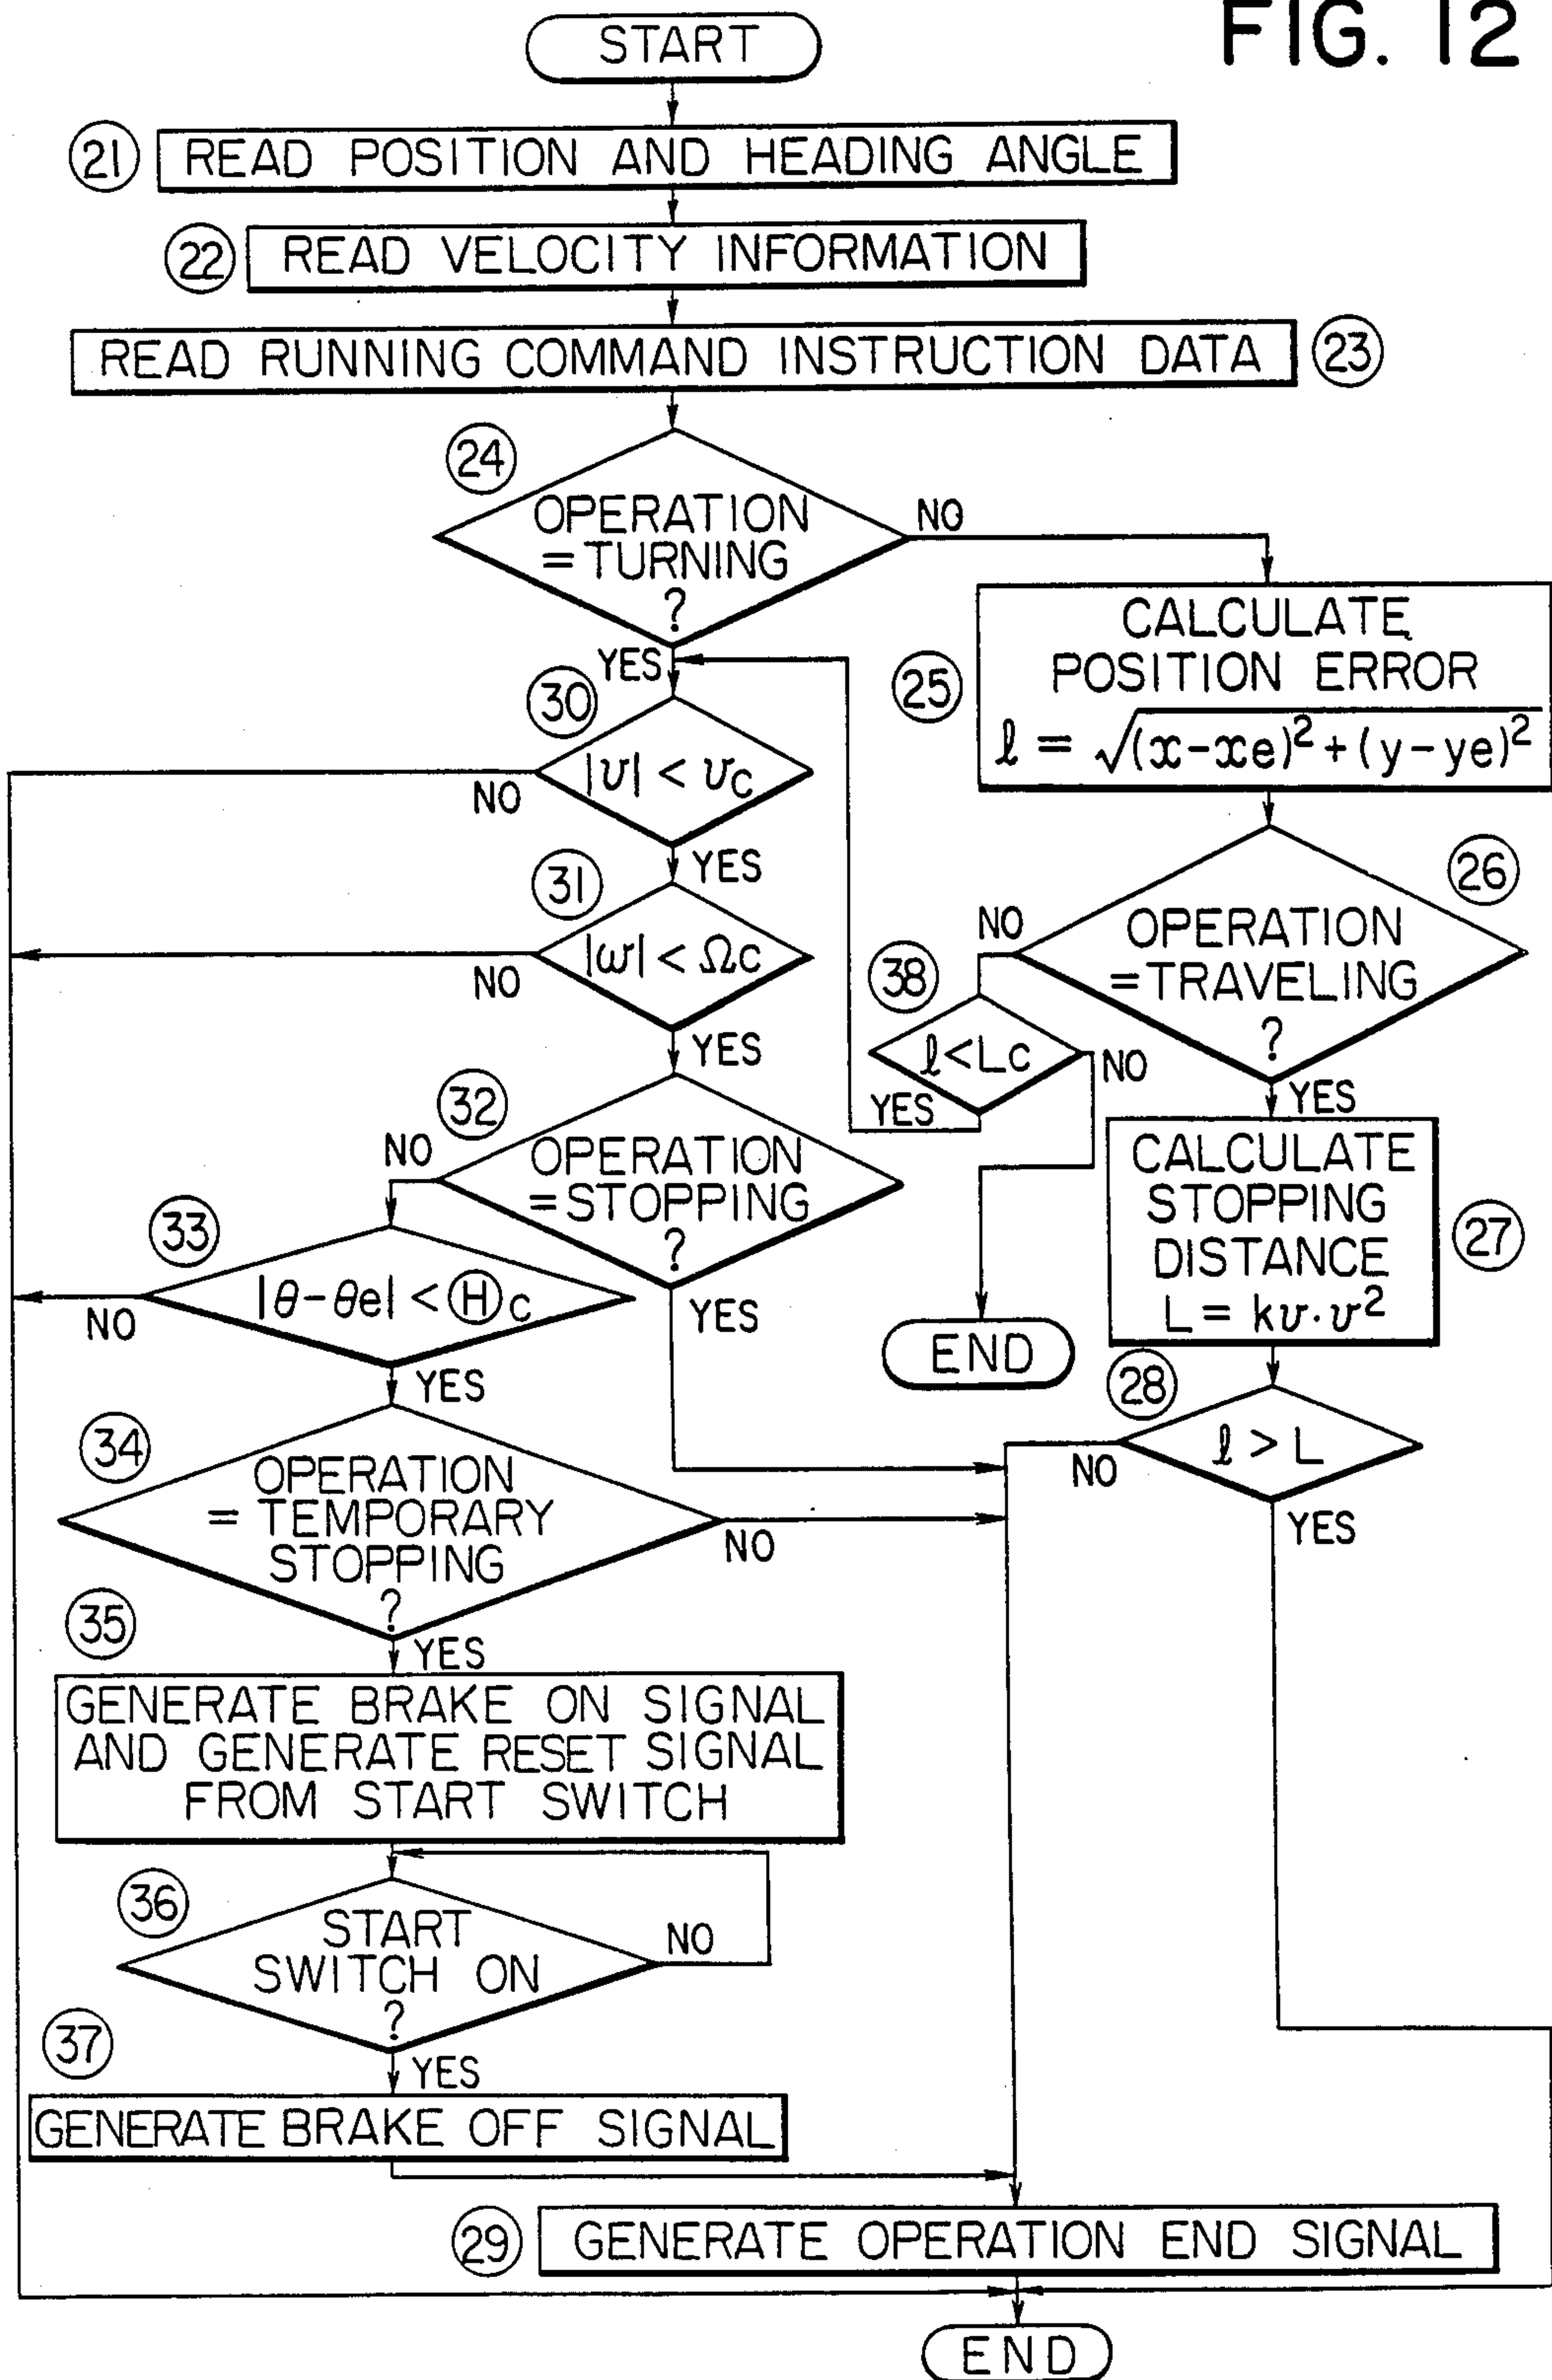 FIG. 12
START
21 READ POSITION AND HEADING ANGLE
22 READ VELOCITY INFORMATION
READ RUNNING COMMAND INSTRUCTION DATA 23
24
OPERATION
= TURNING
?
NO
YES
25
CALCULATE
POSITION ERROR
ℓ = √(x-xe)² + (y-ye)²
30
|v| < vc
NO
YES
26
OPERATION
= TRAVELING
?
NO
YES
31
|ω| < Ωc
NO
YES
38
ℓ < Lc
NO
YES
32
OPERATION
= STOPPING
?
NO
YES
27
CALCULATE
STOPPING
DISTANCE
L = kv·v²
33
|θ-θe| < Ⓗc
NO
YES
END
28
ℓ > L
NO
YES
34
OPERATION
= TEMPORARY
STOPPING
?
NO
YES
35
GENERATE BRAKE ON SIGNAL
AND GENERATE RESET SIGNAL
FROM START SWITCH
36
START
SWITCH ON
?
NO
YES
37
GENERATE BRAKE OFF SIGNAL
29 GENERATE OPERATION END SIGNAL
END